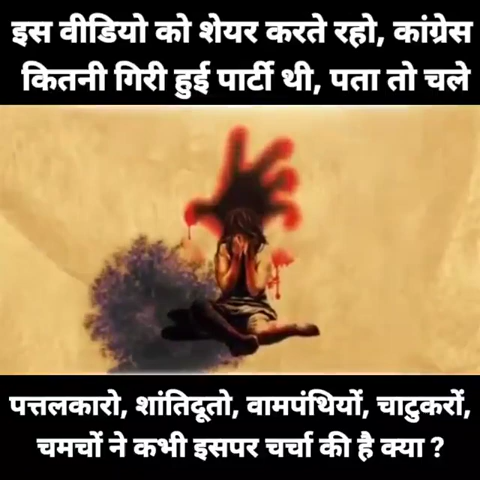 इस वीडियो को शेयर करते रहो, कांग्रेस
कितनी गिरी हुई पार्टी थी, पता तो चले
पत्तलकारो, शांतिदूतो, वामपंथियों, चाटुकरों,
चमचों ने कभी इसपर चर्चा की है क्या ?